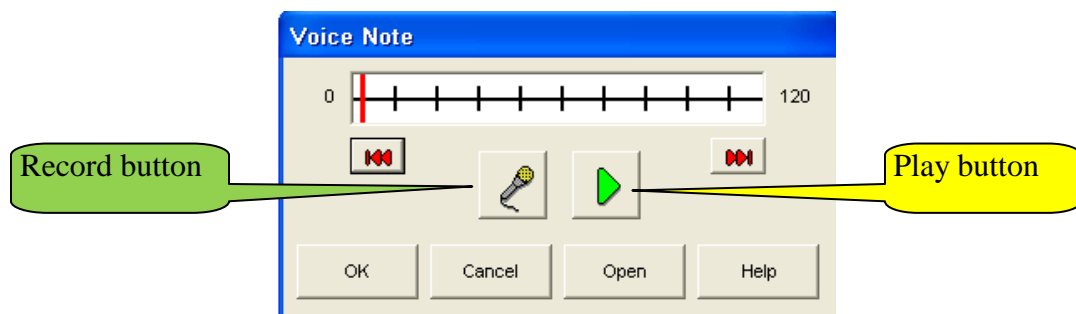 Voice Note
0 120
Record button
Play button
OK Cancel Open Help